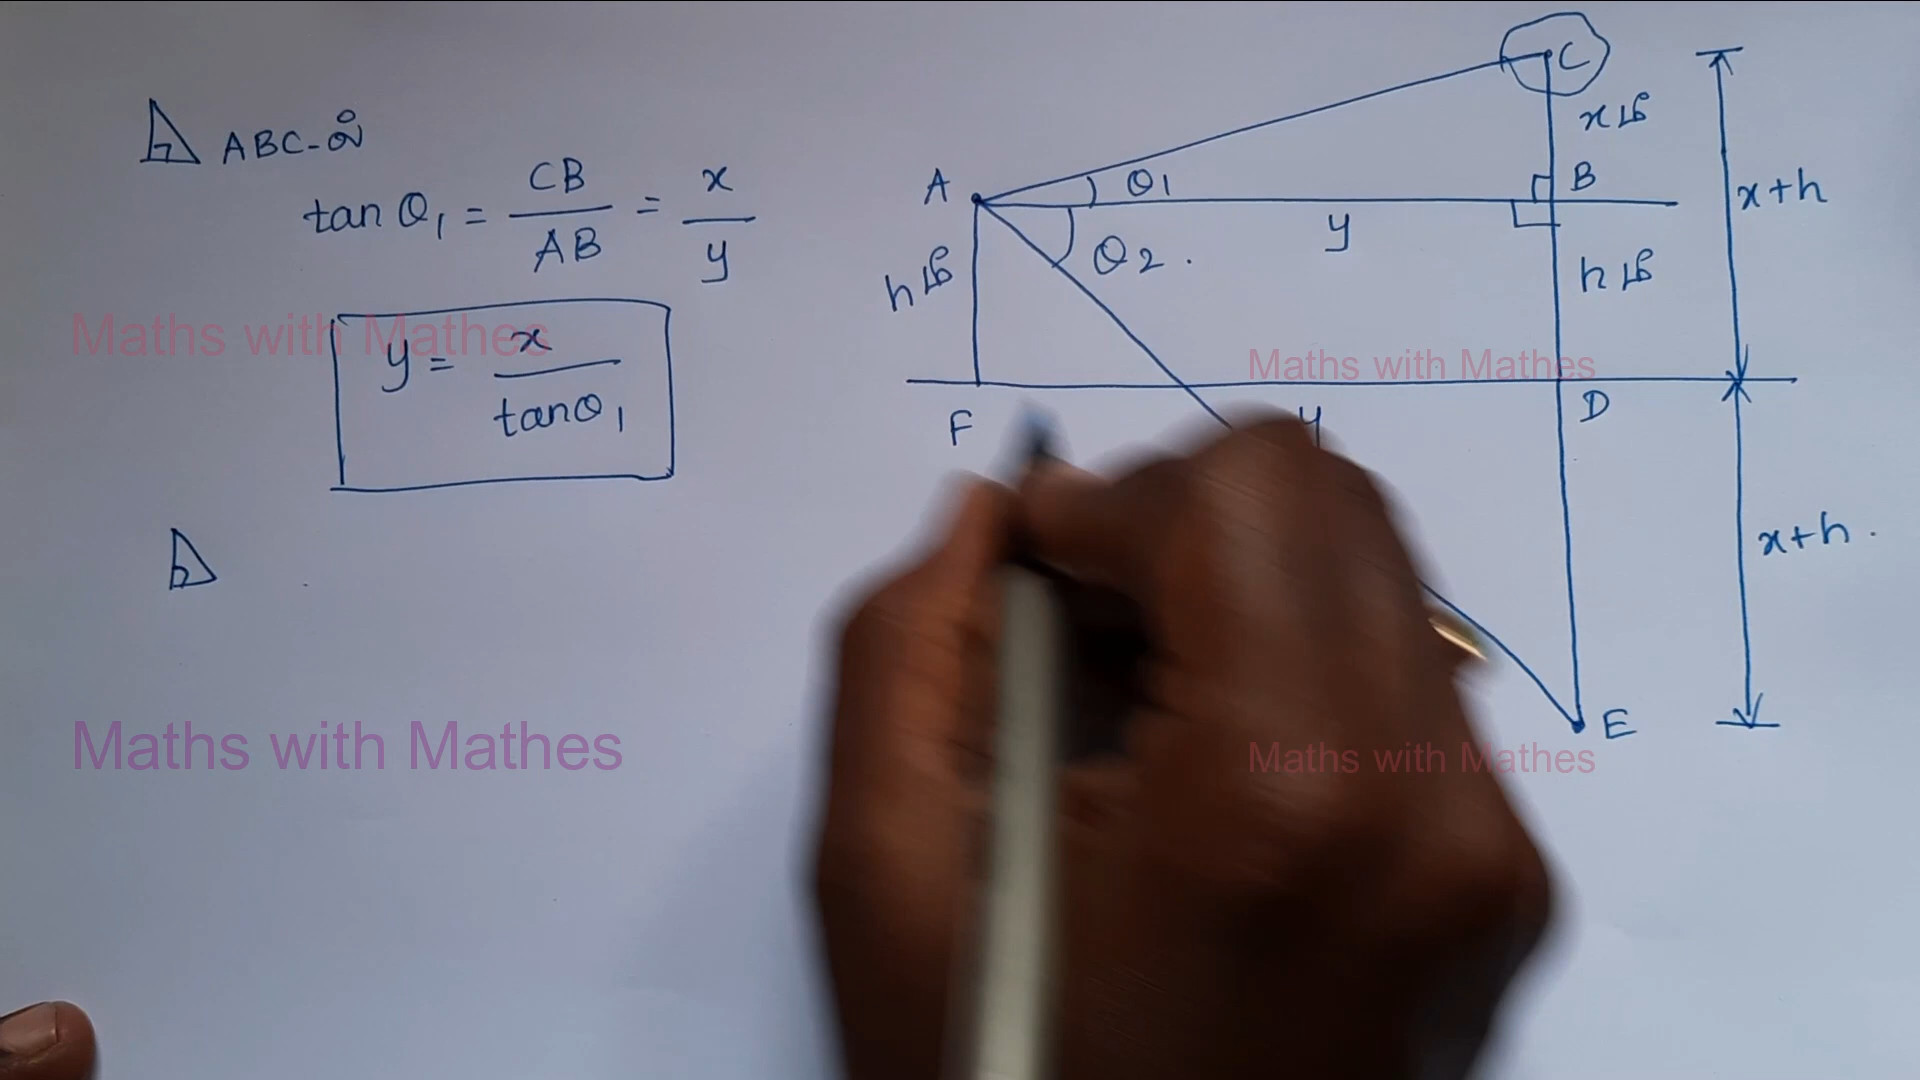 ABC-ல்
tan θ₁ = CB/AB = x/y
y = x/tanθ₁
C
x மீ
A
θ₁
B
x+h
y
θ₂ .
h மீ
h மீ
F
y
D
x+h .
E
Maths with Mathes
Maths with Mathes
Maths with Mathes
Maths with Mathes